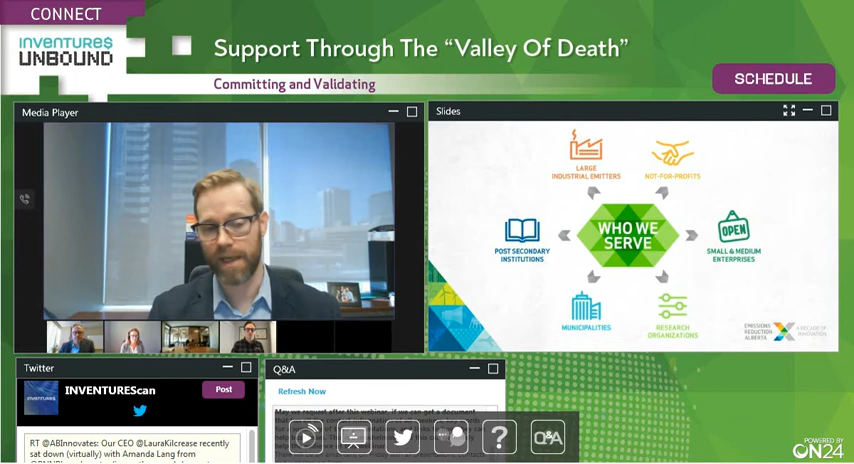 CONNECT
INVENTURE$
UNBOUND
Support Through The “Valley Of Death”
Committing and Validating
SCHEDULE
Media Player
Slides
LARGE
INDUSTRIAL EMITTERS
NOT-FOR-PROFITS
POST SECONDARY
INSTITUTIONS
WHO WE
SERVE
OPEN
SMALL & MEDIUM
ENTERPRISES
MUNICIPALITIES
RESEARCH
ORGANIZATIONS
EMISSIONS
REDUCTION
ALBERTA
A DECADE OF
INNOVATION
Twitter
INVENTUREScan
Post
RT @ABInnovates: Our CEO @LauraKilcrease recently
sat down (virtually) with Amanda Lang from
Q&A
Refresh Now
May we request after this webinar, if we can get a document
?
Q&A
POWERED BY
ON24